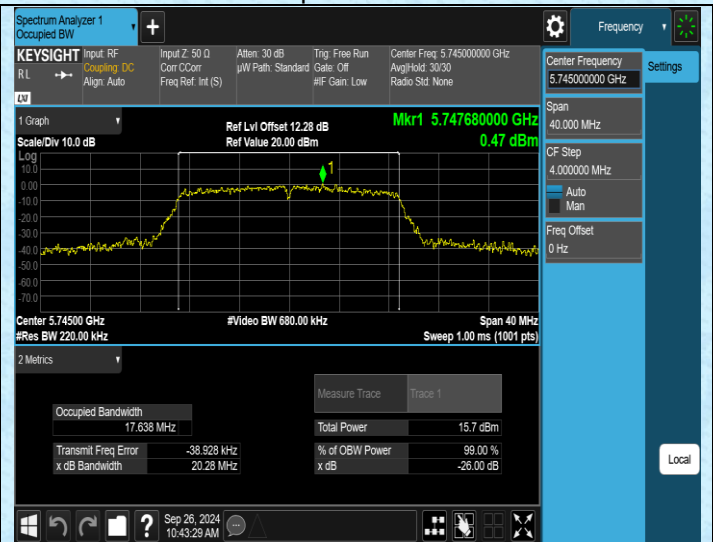 Spectrum Analyzer 1
Occupied BW
Frequency
KEYSIGHT
RL
LXI
Input: RF
Coupling: DC
Align: Auto
Input Z: 50 Ω
Corr CCorr
Freq Ref: Int (S)
Atten: 30 dB
µW Path: Standard
Trig: Free Run
Gate: Off
#IF Gain: Low
Center Freq: 5.745000000 GHz
Avg|Hold: 30/30
Radio Std: None
Center Frequency
5.745000000 GHz
Settings
Span
40.000 MHz
CF Step
4.000000 MHz
Auto
Man
Freq Offset
0 Hz
1 Graph
Scale/Div 10.0 dB
Ref Lvl Offset 12.28 dB
Ref Value 20.00 dBm
Mkr1 5.747680000 GHz
0.47 dBm
Log
10.0
0.00
-10.0
-20.0
-30.0
-40.0
-50.0
-60.0
-70.0
1
Center 5.74500 GHz
#Res BW 220.00 kHz
#Video BW 680.00 kHz
Span 40 MHz
Sweep 1.00 ms (1001 pts)
2 Metrics
Measure Trace Trace 1
Occupied Bandwidth
17.638 MHz
Total Power 15.7 dBm
Transmit Freq Error -38.928 kHz
% of OBW Power 99.00 %
x dB Bandwidth 20.28 MHz
x dB -26.00 dB
Local
?
Sep 26, 2024
10:43:29 AM